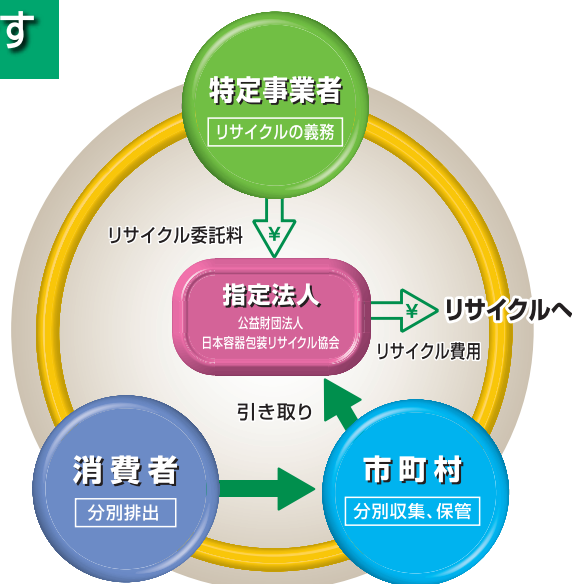 す
特定事業者
リサイクルの義務
リサイクル委託料
¥
指定法人
公益財団法人
日本容器包装リサイクル協会
¥
リサイクルへ
リサイクル費用
引き取り
消費者
分別排出
市町村
分別収集、保管